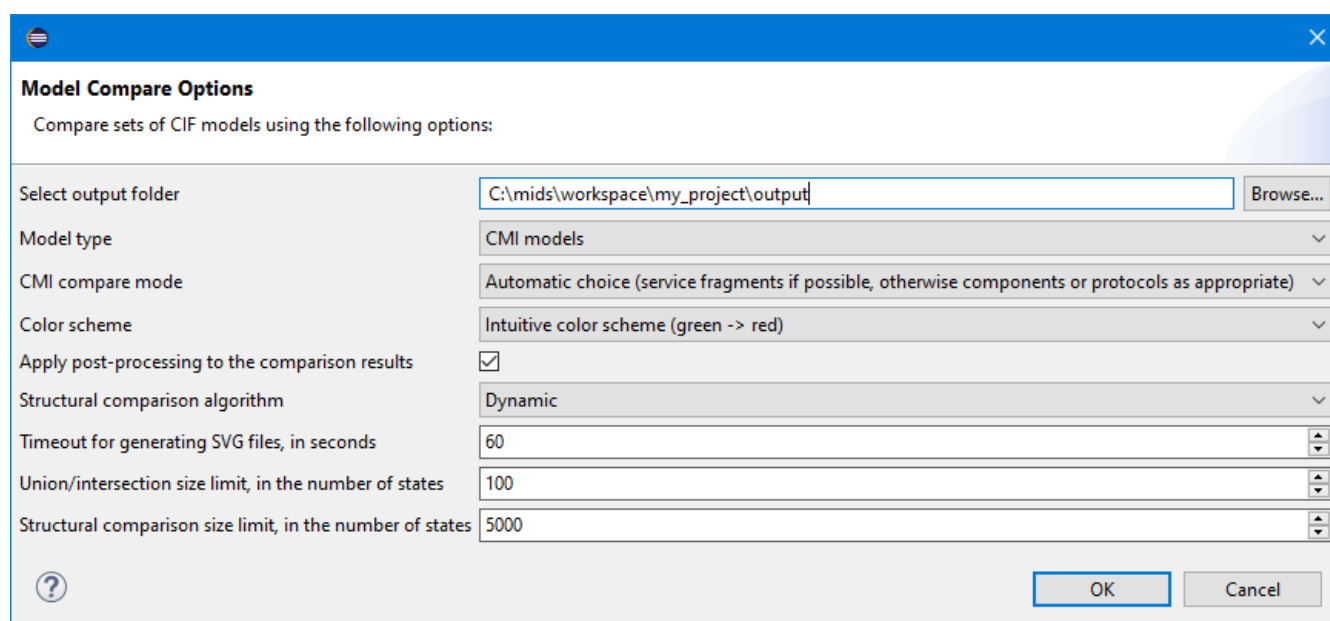 Model Compare Options
Compare sets of CIF models using the following options:
Select output folder C:\mids\workspace\my_project\output Browse...
Model type CMI models
CMI compare mode Automatic choice (service fragments if possible, otherwise components or protocols as appropriate)
Color scheme Intuitive color scheme (green -> red)
Apply post-processing to the comparison results
Structural comparison algorithm Dynamic
Timeout for generating SVG files, in seconds 60
Union/intersection size limit, in the number of states 100
Structural comparison size limit, in the number of states 5000
? OK Cancel